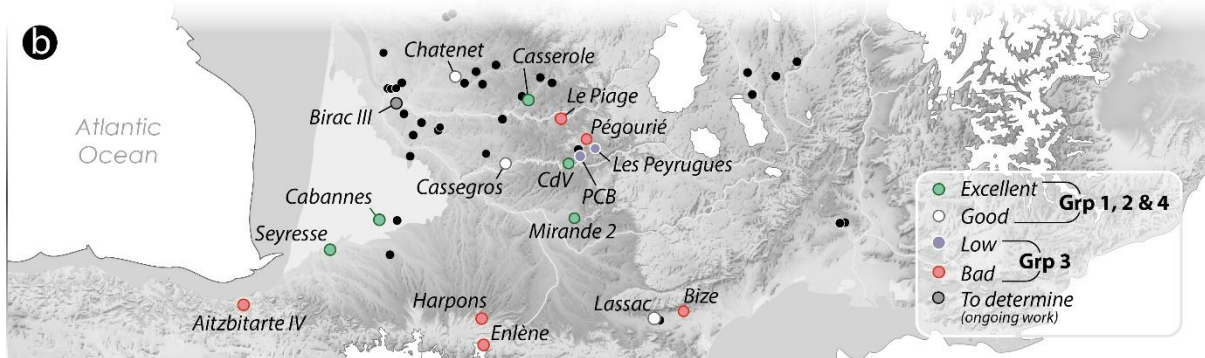 b
Chatenet
Casserole
Le Piage
Birac III
Pégourié
Atlantic
Ocean
Les Peyrugues
Cassegros
CdV
PCB
Cabannes
Mirande 2
Seyresse
Harpons
Lassac
Bize
Aitzbitarte IV
Enlène
Excellent
Good
Grp 1, 2 & 4
Low
Bad
Grp 3
To determine
(ongoing work)